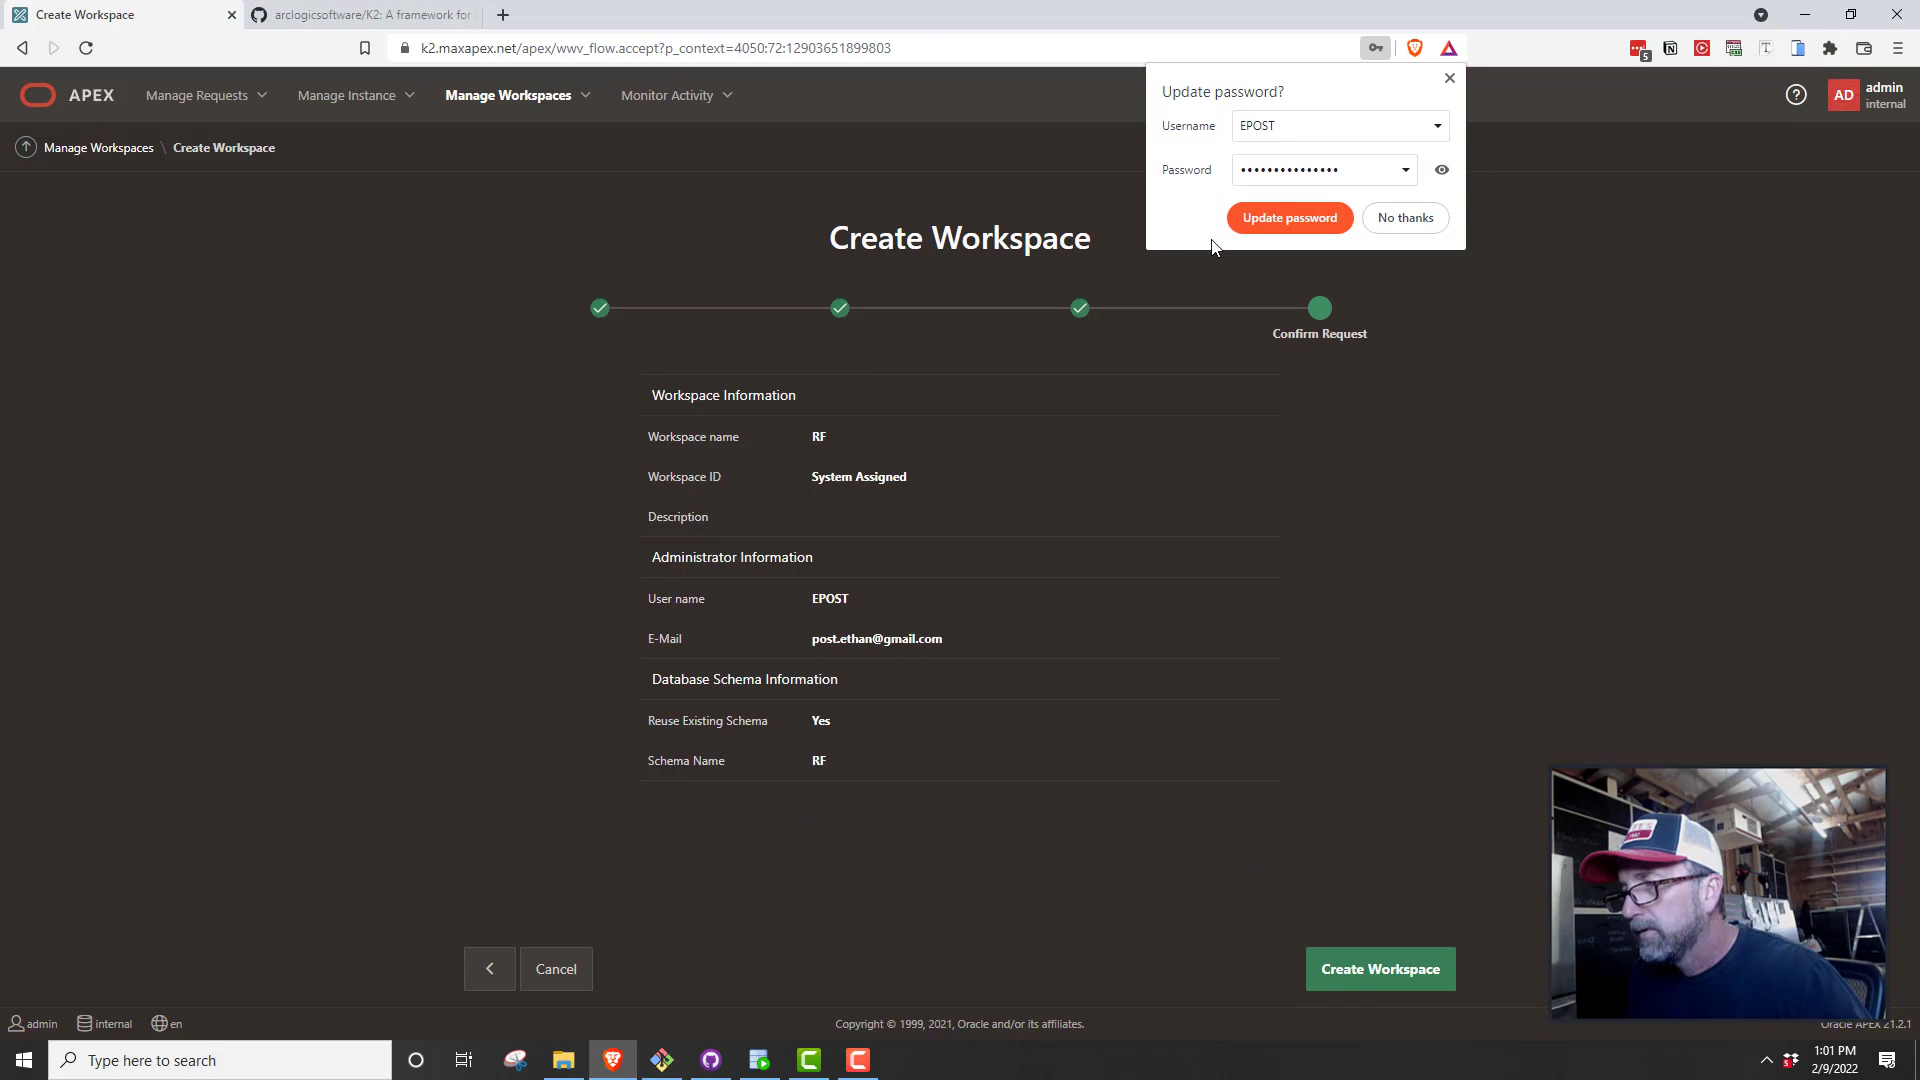 Create Workspace
arclogicsoftware/K2: A framework for
k2.maxapex.net/apex/wwv_flow.accept?p_context=4050:72:12903651899803
5
APEX
Manage Requests
Manage Instance
Manage Workspaces
Monitor Activity
AD
admin
internal
Manage Workspaces \ Create Workspace
Update password?
Username
EPOST
Password
•••••••••••••••
Update password
No thanks
Create Workspace
Confirm Request
Workspace Information
Workspace name RF
Workspace ID System Assigned
Description
Administrator Information
User name EPOST
E-Mail post.ethan@gmail.com
Database Schema Information
Reuse Existing Schema Yes
Schema Name RF
Cancel
Create Workspace
admin
internal
en
Copyright © 1999, 2021, Oracle and/or its affiliates.
Oracle APEX 21.2.1
Type here to search
1:01 PM
2/9/2022